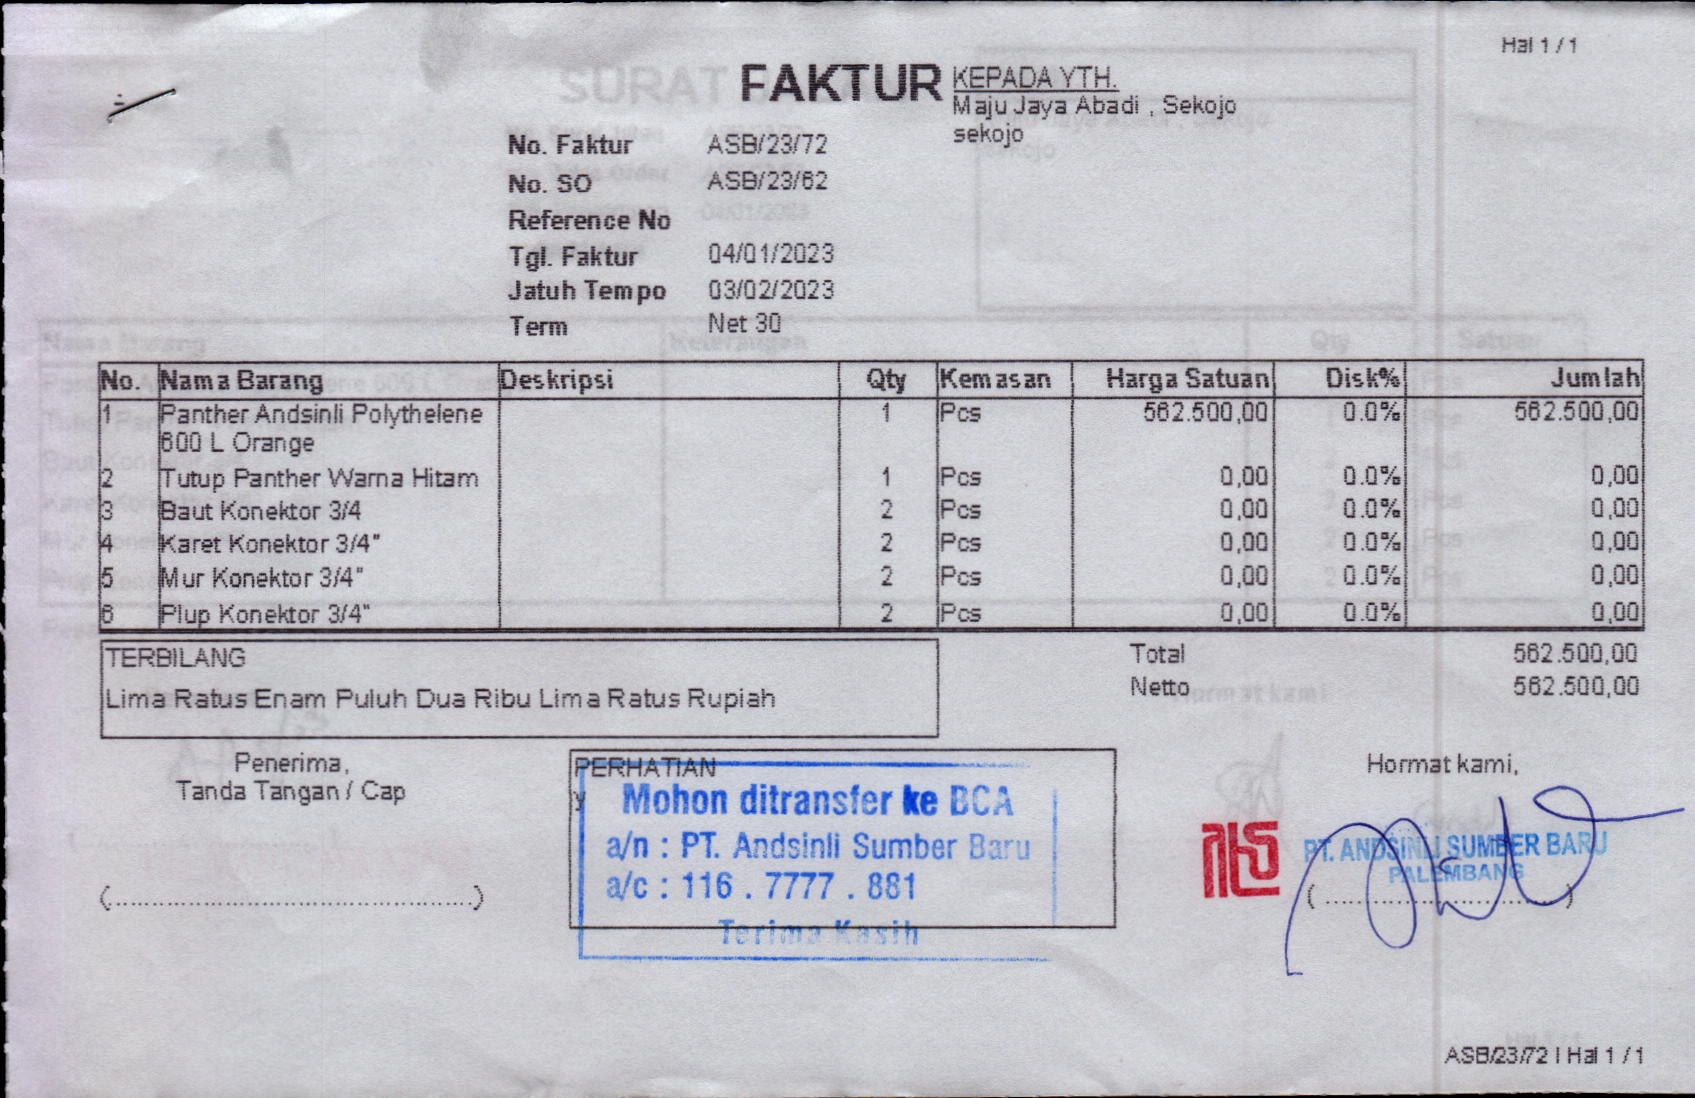 Hal 1 / 1
FAKTUR
KEPADA YTH.
Maju Jaya Abadi , Sekojo
sekojo
No. Faktur ASB/23/72
No. SO ASB/23/62
Reference No
Tgl. Faktur 04/01/2023
Jatuh Tempo 03/02/2023
Term Net 30
No. Nama Barang Deskripsi Qty Kemasan Harga Satuan Disk% Jumlah
1 Panther Andsinli Polythelene 1 Pcs 562.500,00 0.0% 562.500,00
600 L Orange
2 Tutup Panther Warna Hitam 1 Pcs 0,00 0.0% 0,00
3 Baut Konektor 3/4 2 Pcs 0,00 0.0% 0,00
4 Karet Konektor 3/4" 2 Pcs 0,00 0.0% 0,00
5 Mur Konektor 3/4" 2 Pcs 0,00 0.0% 0,00
6 Plup Konektor 3/4" 2 Pcs 0,00 0.0% 0,00
TERBILANG
Lima Ratus Enam Puluh Dua Ribu Lima Ratus Rupiah
Total 562.500,00
Netto 562.500,00
Penerima,
Tanda Tangan / Cap
(........................................)
PERHATIAN
y
Mohon ditransfer ke BCA
a/n : PT. Andsinli Sumber Baru
a/c : 116 . 7777 . 881
Terima Kasih
Hormat kami,
PT. ANDSINLI SUMBER BARU
PALEMBANG
(..............................)
ASB/23/72 | Hal 1 / 1